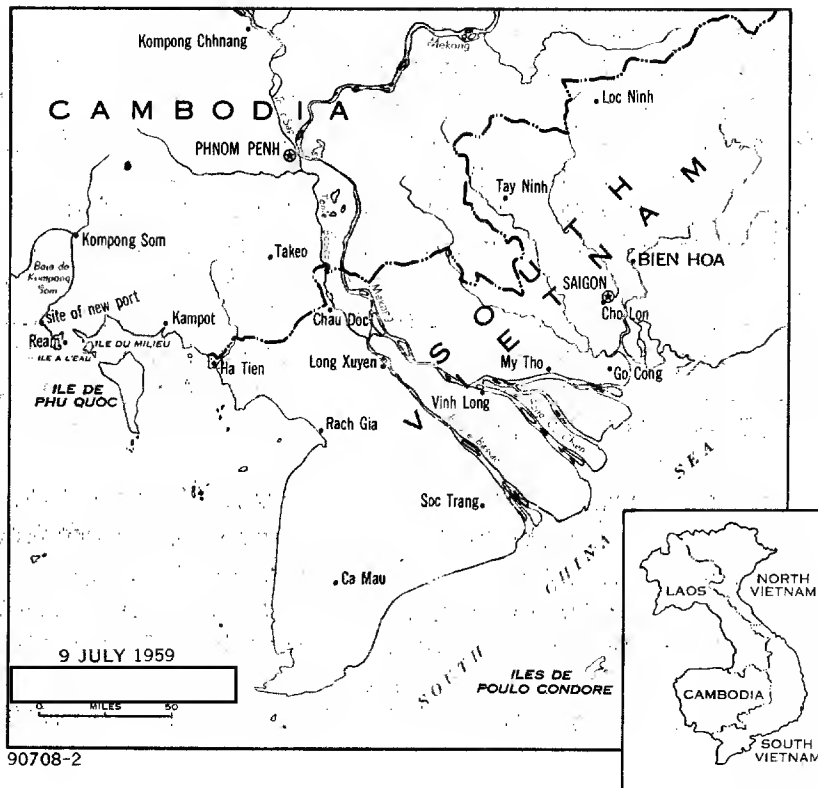 Kompong Chhnang
Mekong
CAMBODIA
Loc Ninh
PHNOM PENH
Tay Ninh
SOUTH
VIETNAM
Kompong Som
Takeo
BIEN HOA
Baie de
Kompong
Som
SAIGON
Cho Lon
site of new port
Kampot
Chau Doc
Mekong
Ream
ILE DU MILIEU
ILE A L'EAU
Ha Tien
Long Xuyen
My Tho
Go Cong
ILE DE
PHU QUOC
Vinh Long
Rach Gia
SEA
Soc Trang
CHINA
Ca Mau
SOUTH
LAOS
NORTH
VIETNAM
9 JULY 1959
ILES DE
POULO CONDORE
CAMBODIA
0 MILES 50
SOUTH
VIETNAM
90708-2